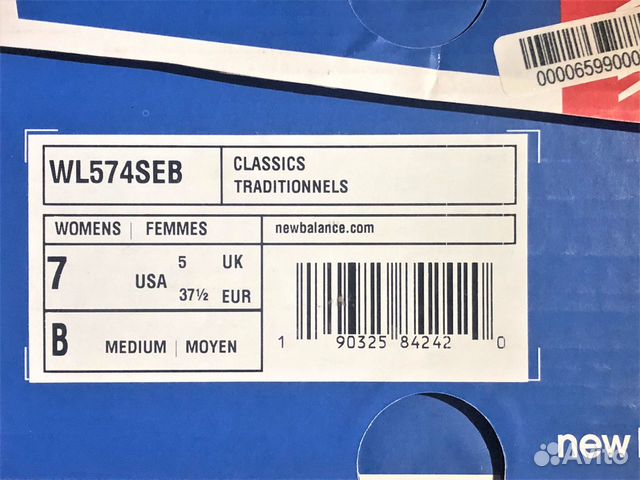 0000659900
WL574SEB
CLASSICS
TRADITIONNELS
WOMENS | FEMMES
newbalance.com
7 USA
5 UK
37½ EUR
B MEDIUM | MOYEN
1 90325 84242 0
new
Avito